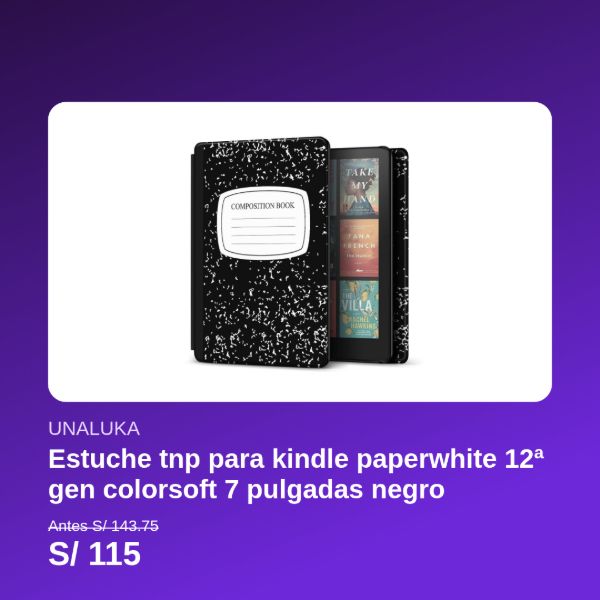 COMPOSITION BOOK
TAKE
MY
HAND
TANA
FRENCH
THE
VILLA
RACHEL
HAWKINS
UNALUKA
Estuche tnp para kindle paperwhite 12ª
gen colorsoft 7 pulgadas negro
Antes S/ 143.75
S/ 115